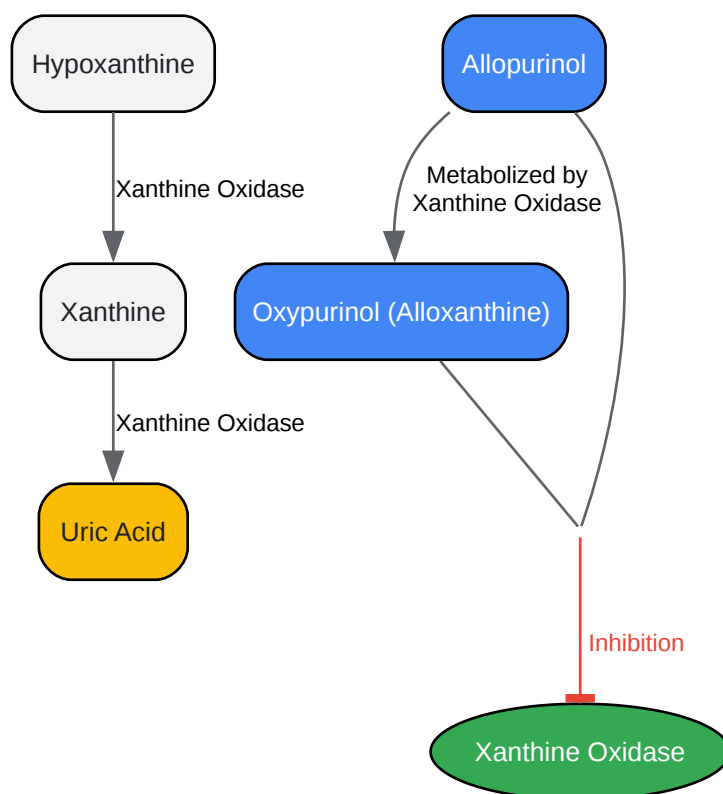 Hypoxanthine
Allopurinol
Xanthine Oxidase
Metabolized by
Xanthine Oxidase
Xanthine
Oxypurinol (Alloxanthine)
Xanthine Oxidase
Uric Acid
Inhibition
Xanthine Oxidase